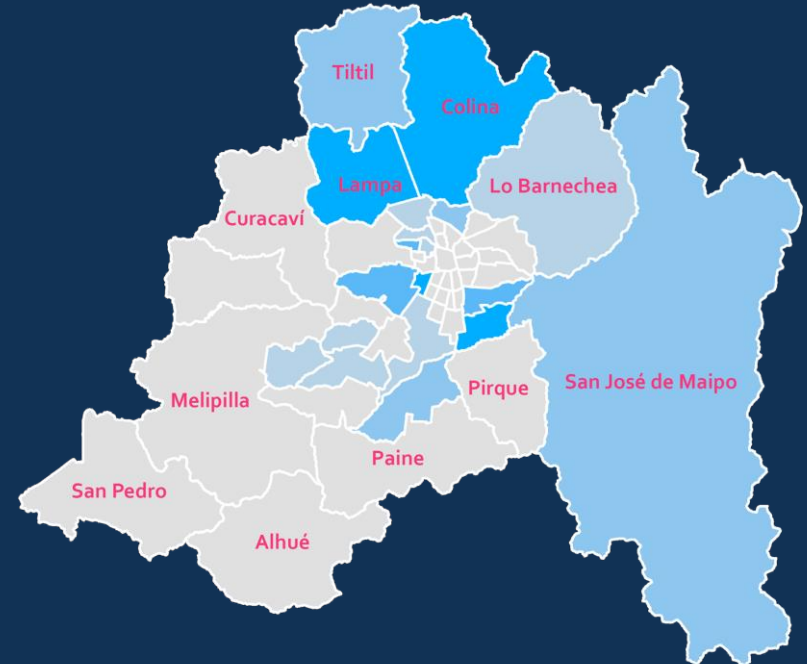 Tiltil
Colina
Lampa
Lo Barnechea
Curacaví
San José de Maipo
Pirque
Melipilla
Paine
San Pedro
Alhué